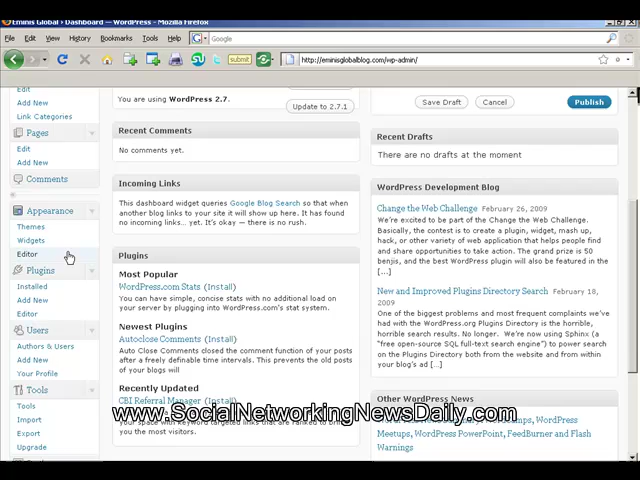 Eminis Global › Dashboard — WordPress - Mozilla Firefox
File Edit View History Bookmarks Tools Help
Google
submit
http://eminisglobalblog.com/wp-admin/
Edit
Add New
Link Categories
Pages
Edit
Add New
Comments
Appearance
Themes
Widgets
Editor
Plugins
Installed
Add New
Editor
Users
Authors & Users
Add New
Your Profile
Tools
Tools
Import
Export
Upgrade
You are using WordPress 2.7.
Update to 2.7.1
Recent Comments
No comments yet.
Incoming Links
This dashboard widget queries Google Blog Search so that when
another blog links to your site it will show up here. It has found
no incoming links… yet. It's okay — there is no rush.
Plugins
Most Popular
WordPress.com Stats (Install)
You can have simple, concise stats with no additional load on
your server by plugging into WordPress.com's stat system.
Newest Plugins
Autoclose Comments (Install)
Auto Close Comments closed the comment function of your posts
after a freely definable time intervals. This prevents the old posts
of your blogs will
Recently Updated
CBI Referral Manager (Install)
your space with keyword targeted links that are ranked to b
you the most visitors.
Save Draft Cancel Publish
Recent Drafts
There are no drafts at the moment
WordPress Development Blog
Change the Web Challenge February 26, 2009
We're excited to be part of the Change the Web Challenge.
Basically, the contest is to create a plugin, widget, mash up,
hack, or other variety of web application that helps people find
and share opportunities to take action. The grand prize is 50
benjis, and the best WordPress plugin will also be featured in the
[…]
New and Improved Plugins Directory Search February 18,
2009
One of the biggest problems and most frequent complaints we've
had with the WordPress.org Plugins Directory is the horrible,
horrible search results. We're now using Sphinx (a
"free open-source SQL full-text search engine") to power search
on the Plugins Directory both from the website and from within
your blog's ad […]
Other WordPress News
WordCamps, WordPress
Meetups, WordPress PowerPoint, FeedBurner and Flash
Warnings
www.SocialNetworkingNewsDaily.com